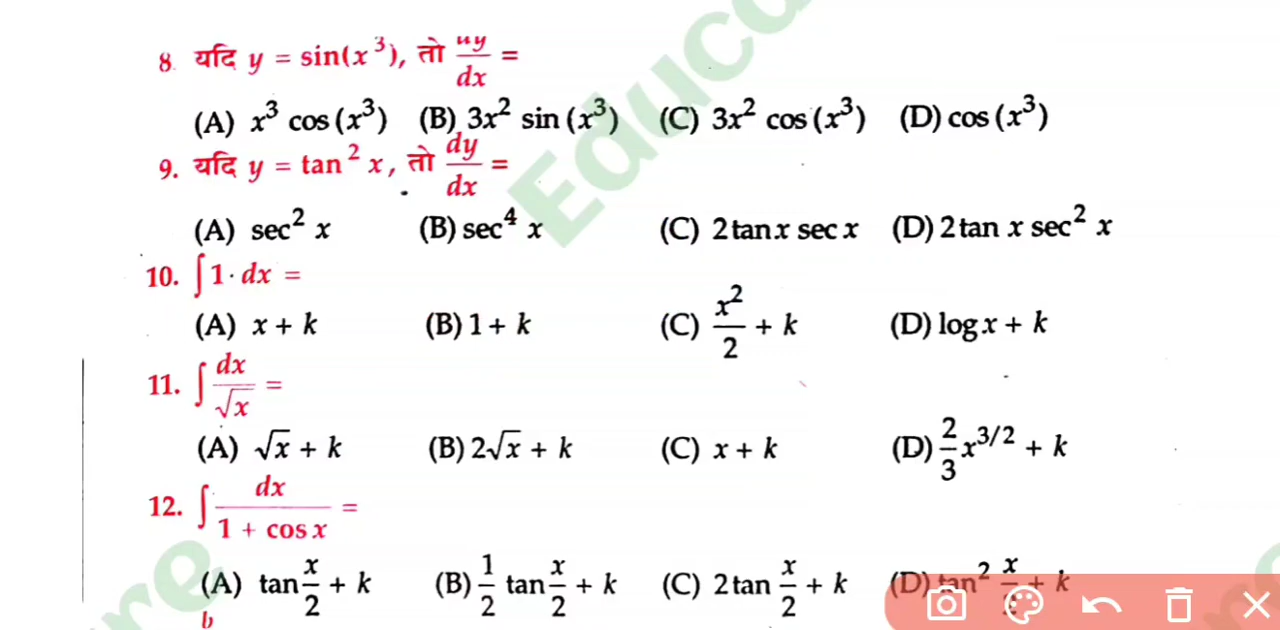 8. यदि y = sin(x³), तो dy/dx =
(A) x³ cos (x³) (B) 3x² sin (x³) (C) 3x² cos (x³) (D) cos (x³)
9. यदि y = tan² x, तो dy/dx =
(A) sec² x (B) sec⁴ x (C) 2 tan x sec x (D) 2 tan x sec² x
10. ∫ 1 · dx =
(A) x + k (B) 1 + k (C) x²/2 + k (D) log x + k
11. ∫ dx/√x =
(A) √x + k (B) 2√x + k (C) x + k (D) 2/3 x^3/2 + k
12. ∫ dx/1 + cos x =
(A) tan x/2 + k (B) 1/2 tan x/2 + k (C) 2 tan x/2 + k (D) tan² x/ + k
b
Educa
re